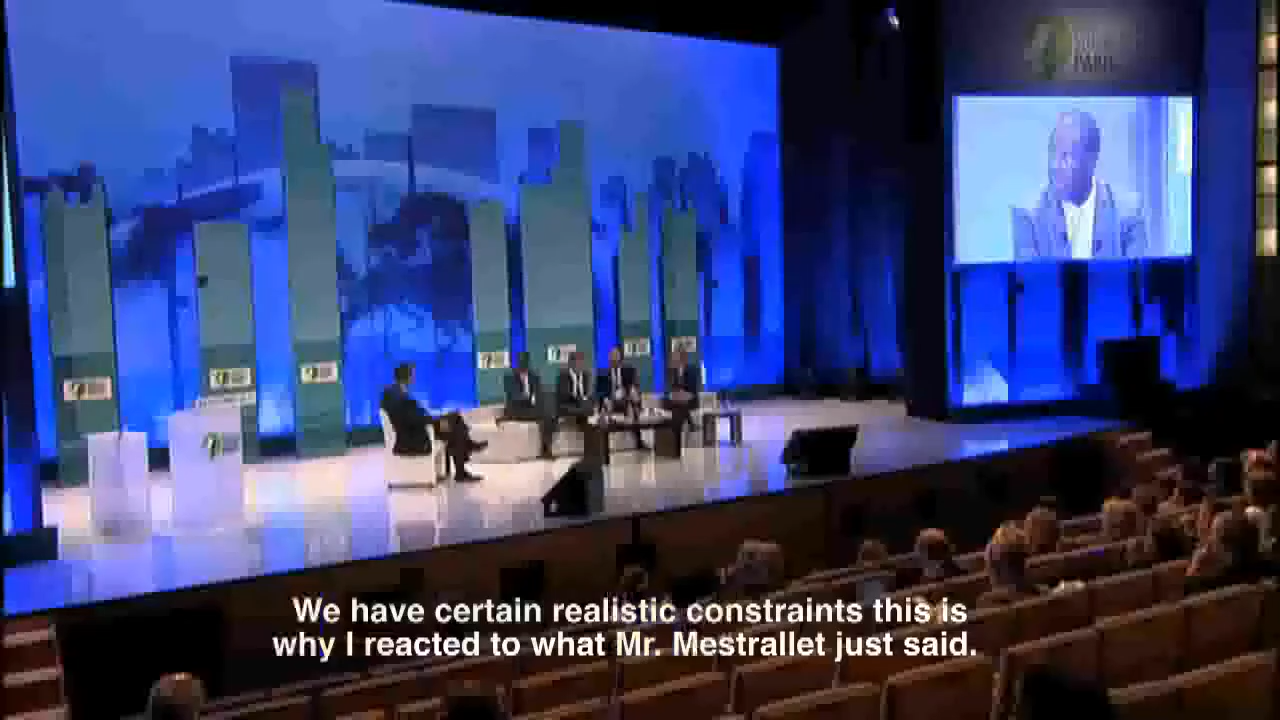 We have certain realistic constraints this is
why I reacted to what Mr. Mestrallet just said.